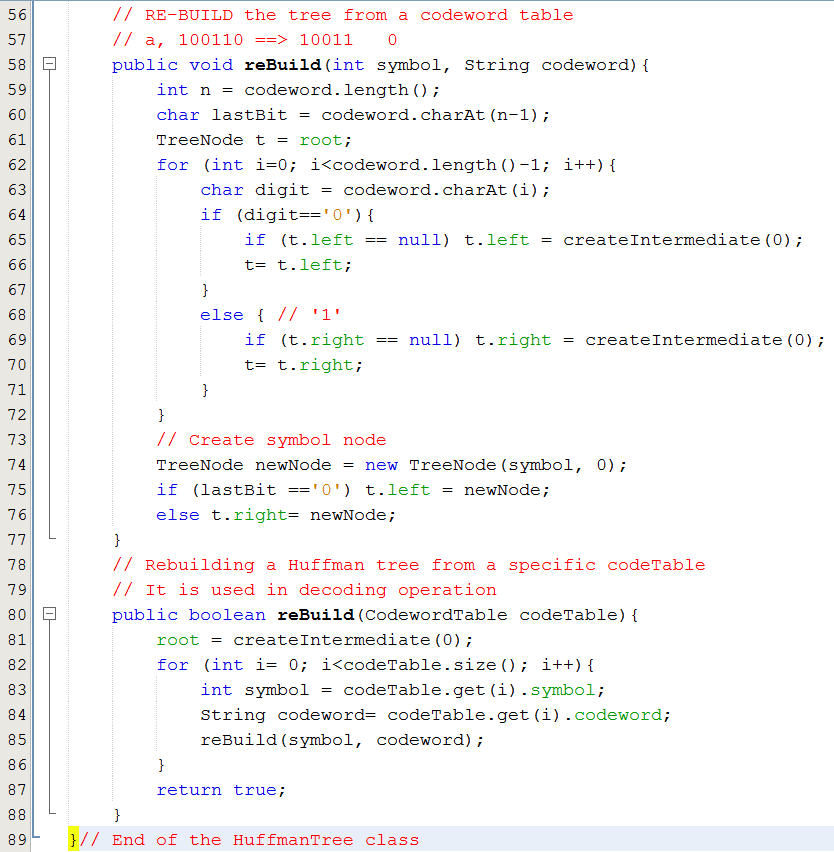 56 // RE-BUILD the tree from a codeword table
57 // a, 100110 ==> 10011   0
58 public void reBuild(int symbol, String codeword){
59 int n = codeword.length();
60 char lastBit = codeword.charAt(n-1);
61 TreeNode t = root;
62 for (int i=0; i<codeword.length()-1; i++){
63 char digit = codeword.charAt(i);
64 if (digit=='0'){
65 if (t.left == null) t.left = createIntermediate(0);
66 t= t.left;
67 }
68 else { // '1'
69 if (t.right == null) t.right = createIntermediate(0);
70 t= t.right;
71 }
72 }
73 // Create symbol node
74 TreeNode newNode = new TreeNode(symbol, 0);
75 if (lastBit =='0') t.left = newNode;
76 else t.right= newNode;
77 }
78 // Rebuilding a Huffman tree from a specific codeTable
79 // It is used in decoding operation
80 public boolean reBuild(CodewordTable codeTable){
81 root = createIntermediate(0);
82 for (int i= 0; i<codeTable.size(); i++){
83 int symbol = codeTable.get(i).symbol;
84 String codeword= codeTable.get(i).codeword;
85 reBuild(symbol, codeword);
86 }
87 return true;
88 }
89 }// End of the HuffmanTree class